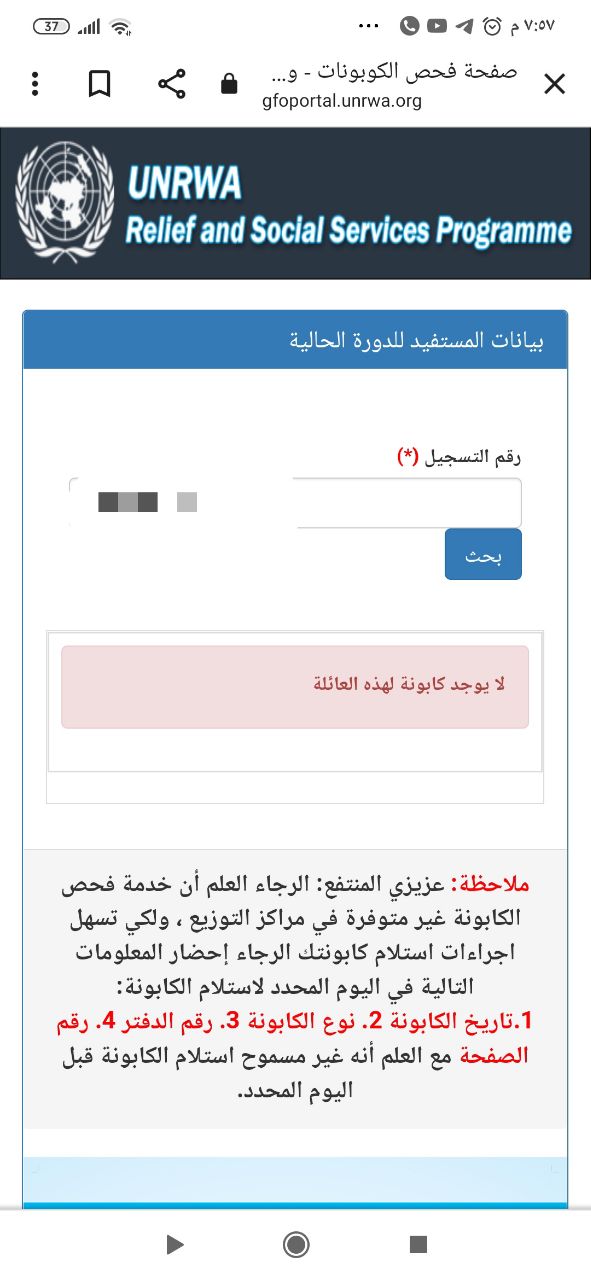 37
٧:٥٧ م
صفحة فحص الكوبونات - و...
gfoportal.unrwa.org
UNRWA
Relief and Social Services Programme
بيانات المستفيد للدورة الحالية
رقم التسجيل (*)
بحث
لا يوجد كابونة لهذه العائلة
ملاحظة: عزيزي المنتفع: الرجاء العلم أن خدمة فحص
الكابونة غير متوفرة في مراكز التوزيع ، ولكي تسهل
اجراءات استلام كابونتك الرجاء إحضار المعلومات
التالية في اليوم المحدد لاستلام الكابونة:
1.تاريخ الكابونة 2. نوع الكابونة 3. رقم الدفتر 4. رقم
الصفحة مع العلم أنه غير مسموح استلام الكابونة قبل
اليوم المحدد.